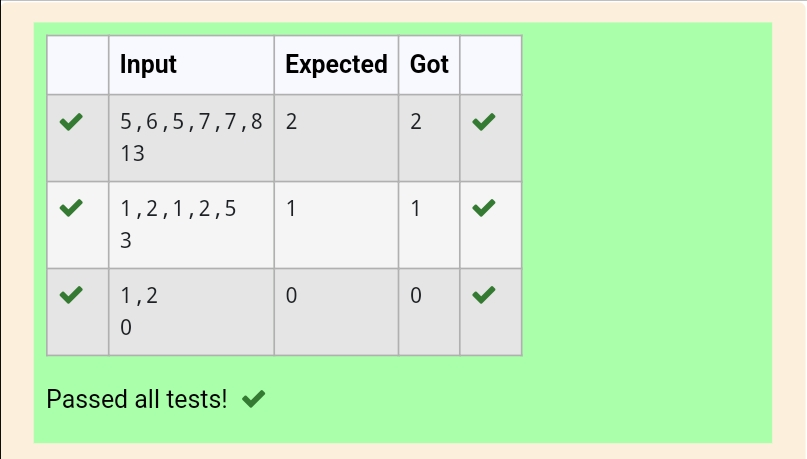 Input Expected Got
5,6,5,7,7,8 2 2
13
1,2,1,2,5 1 1
3
1,2 0 0
0
Passed all tests!